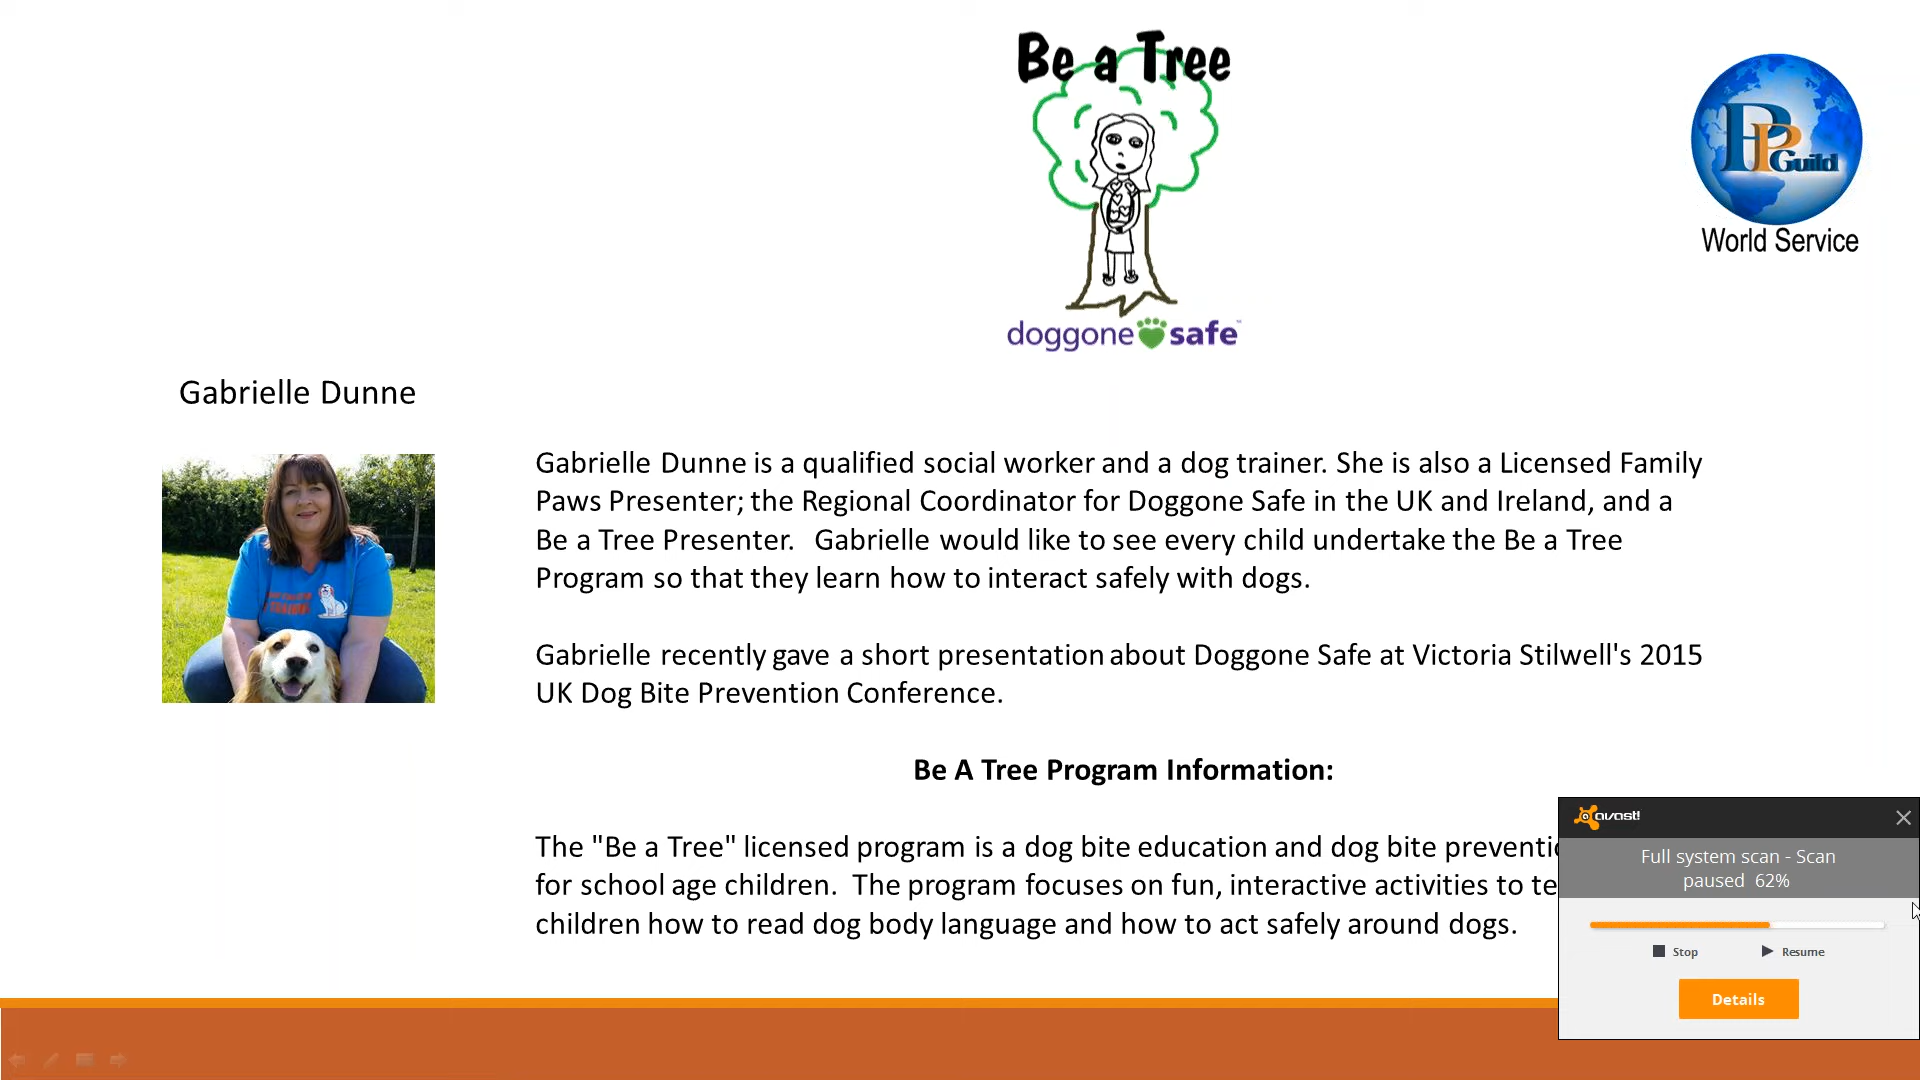 Be a Tree
PPGuild
World Service
doggone safe™
Gabrielle Dunne
Gabrielle Dunne is a qualified social worker and a dog trainer. She is also a Licensed Family
Paws Presenter; the Regional Coordinator for Doggone Safe in the UK and Ireland, and a
Be a Tree Presenter. Gabrielle would like to see every child undertake the Be a Tree
Program so that they learn how to interact safely with dogs.
Gabrielle recently gave a short presentation about Doggone Safe at Victoria Stilwell's 2015
UK Dog Bite Prevention Conference.
Be A Tree Program Information:
The "Be a Tree" licensed program is a dog bite education and dog bite
for school age children. The program focuses on fun, interactive activities to
children how to read dog body language and how to act safely around dogs.
avast!
Full system scan - Scan
paused 62%
Stop Resume
Details